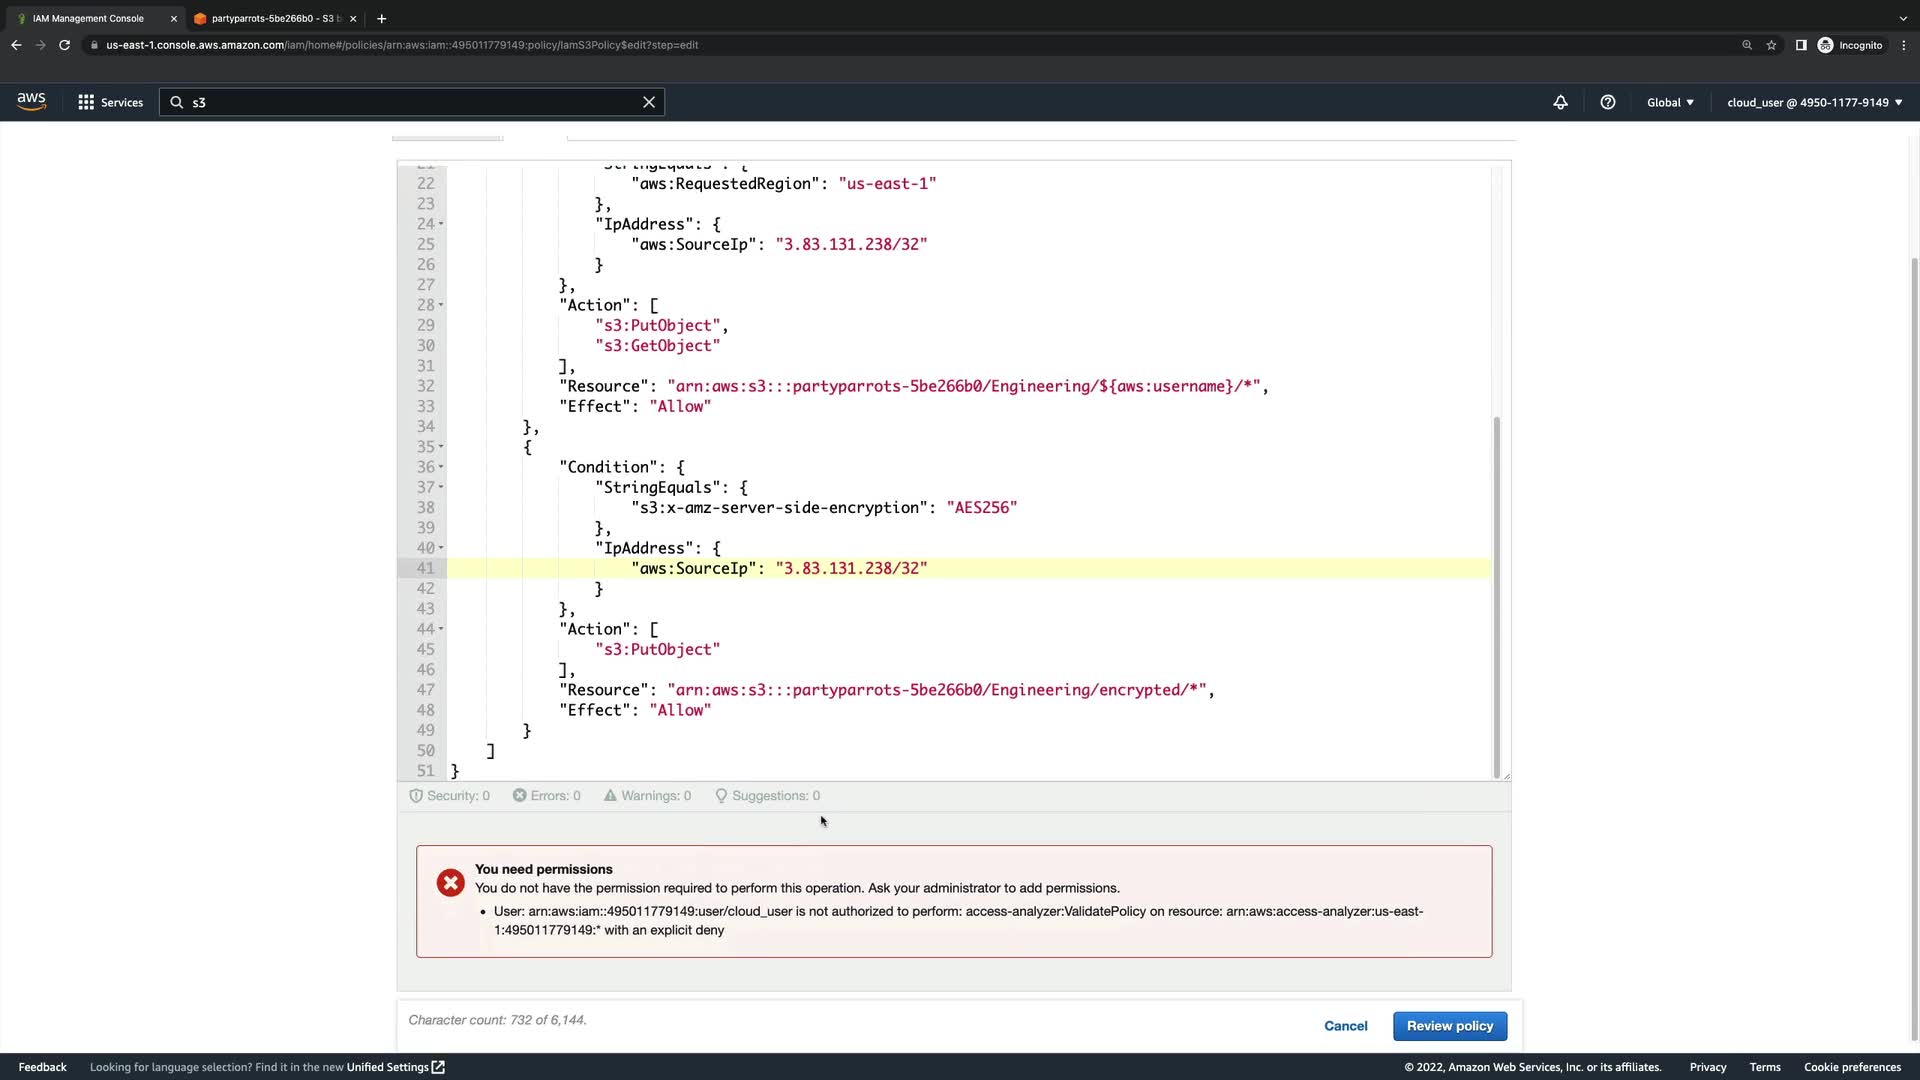 IAM Management Console
partyparrots-5be266b0 - S3 b
us-east-1.console.aws.amazon.com/iam/home#/policies/arn:aws:iam::495011779149:policy/IamS3Policy$edit?step=edit
Incognito
aws
Services
s3
Global
cloud_user @ 4950-1177-9149
21 "StringEquals": {
22 "aws:RequestedRegion": "us-east-1"
23 },
24 "IpAddress": {
25 "aws:SourceIp": "3.83.131.238/32"
26 }
27 },
28 "Action": [
29 "s3:PutObject",
30 "s3:GetObject"
31 ],
32 "Resource": "arn:aws:s3:::partyparrots-5be266b0/Engineering/${aws:username}/*",
33 "Effect": "Allow"
34 },
35 {
36 "Condition": {
37 "StringEquals": {
38 "s3:x-amz-server-side-encryption": "AES256"
39 },
40 "IpAddress": {
41 "aws:SourceIp": "3.83.131.238/32"
42 }
43 },
44 "Action": [
45 "s3:PutObject"
46 ],
47 "Resource": "arn:aws:s3:::partyparrots-5be266b0/Engineering/encrypted/*",
48 "Effect": "Allow"
49 }
50 ]
51 }
Security: 0 Errors: 0 Warnings: 0 Suggestions: 0
You need permissions
You do not have the permission required to perform this operation. Ask your administrator to add permissions.
• User: arn:aws:iam::495011779149:user/cloud_user is not authorized to perform: access-analyzer:ValidatePolicy on resource: arn:aws:access-analyzer:us-east-
1:495011779149:* with an explicit deny
Character count: 732 of 6,144.
Cancel
Review policy
Feedback
Looking for language selection? Find it in the new Unified Settings
© 2022, Amazon Web Services, Inc. or its affiliates.
Privacy
Terms
Cookie preferences